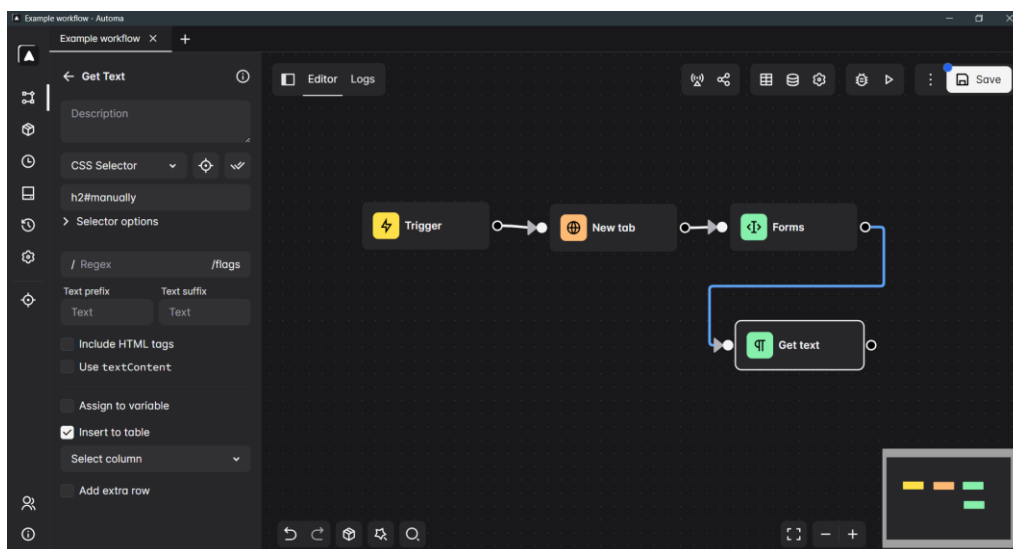 Example workflow - Automa
Example workflow
Get Text
Editor Logs
Save
Description
CSS Selector
h2#manually
Selector options
/ Regex /flags
Text prefix Text suffix
Text Text
Include HTML tags
Use textContent
Assign to variable
Insert to table
Select column
Add extra row
Trigger
New tab
Forms
Get text